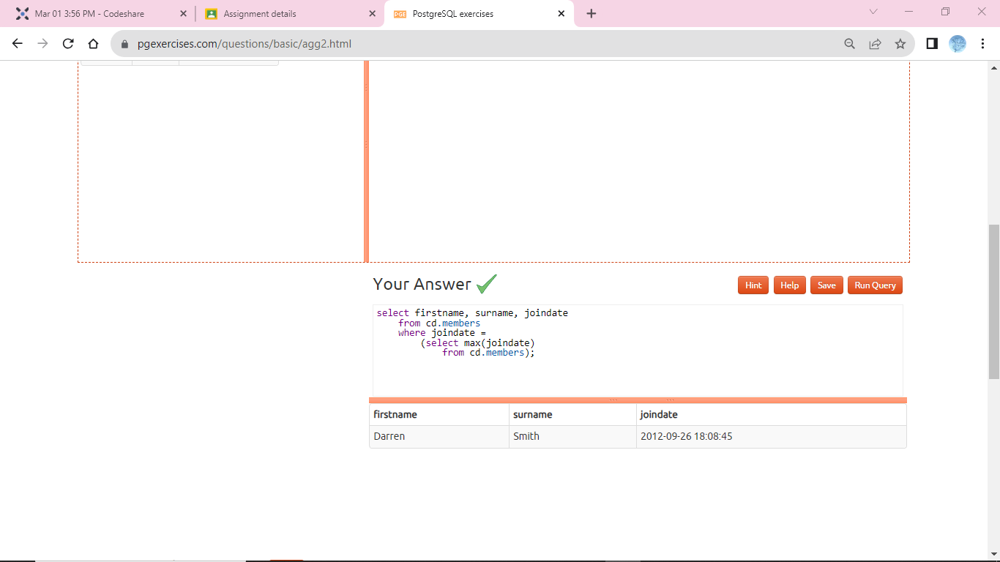 Mar 01 3:56 PM - Codeshare
Assignment details
PGE PostgreSQL exercises
pgexercises.com/questions/basic/agg2.html
Your Answer
Hint Help Save Run Query
select firstname, surname, joindate
from cd.members
where joindate =
(select max(joindate)
from cd.members);
firstname surname joindate
Darren Smith 2012-09-26 18:08:45